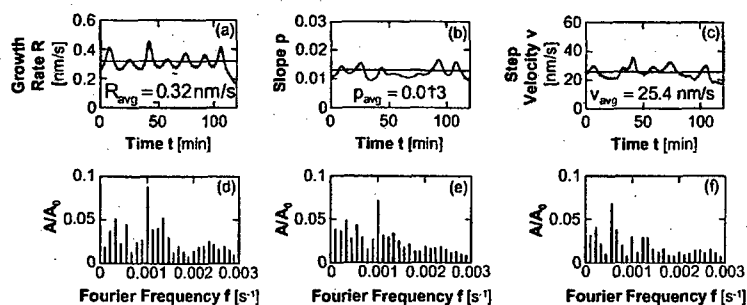 (a)
Growth Rate R [nm/s]
0.6
0.4
0.2
0
R_avg = 0.32 nm/s
0 50 100
Time t [min]
(b)
Slope p
0.03
0.02
0.01
0
p_avg = 0.013
0 50 100
Time t [min]
(c)
Step Velocity v [nm/s]
60
40
20
0
v_avg = 25.4 nm/s
0 50 100
Time t [min]
(d)
A/A₀
0.1
0.05
0
0 0.001 0.002 0.003
Fourier Frequency f [s⁻¹]
(e)
A/A₀
0.1
0.05
0
0 0.001 0.002 0.003
Fourier Frequency f [s⁻¹]
(f)
A/A₀
0.1
0.05
0
0 0.001 0.002 0.003
Fourier Frequency f [s⁻¹]